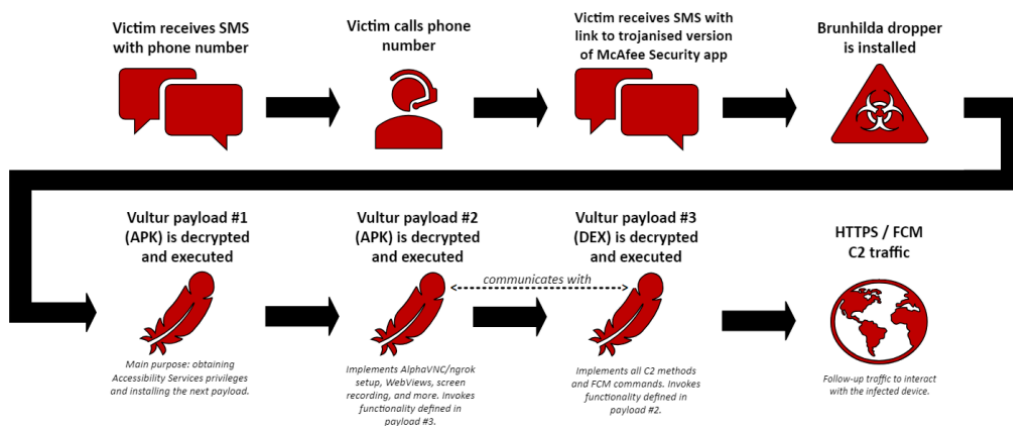 Victim receives SMS
with phone number
Victim calls phone
number
Victim receives SMS with
link to trojanised version
of McAfee Security app
Brunhilda dropper
is installed
Vultur payload #1
(APK) is decrypted
and executed
Main purpose: obtaining
Accessibility Services privileges
and installing the next payload.
Vultur payload #2
(APK) is decrypted
and executed
Implements AlphaVNC/ngrok
setup, WebViews, screen
recording, and more. Invokes
functionality defined in
payload #3.
communicates with
Vultur payload #3
(DEX) is decrypted
and executed
Implements all C2 methods
and FCM commands. Invokes
functionality defined in
payload #2.
HTTPS / FCM
C2 traffic
Follow-up traffic to interact
with the infected device.